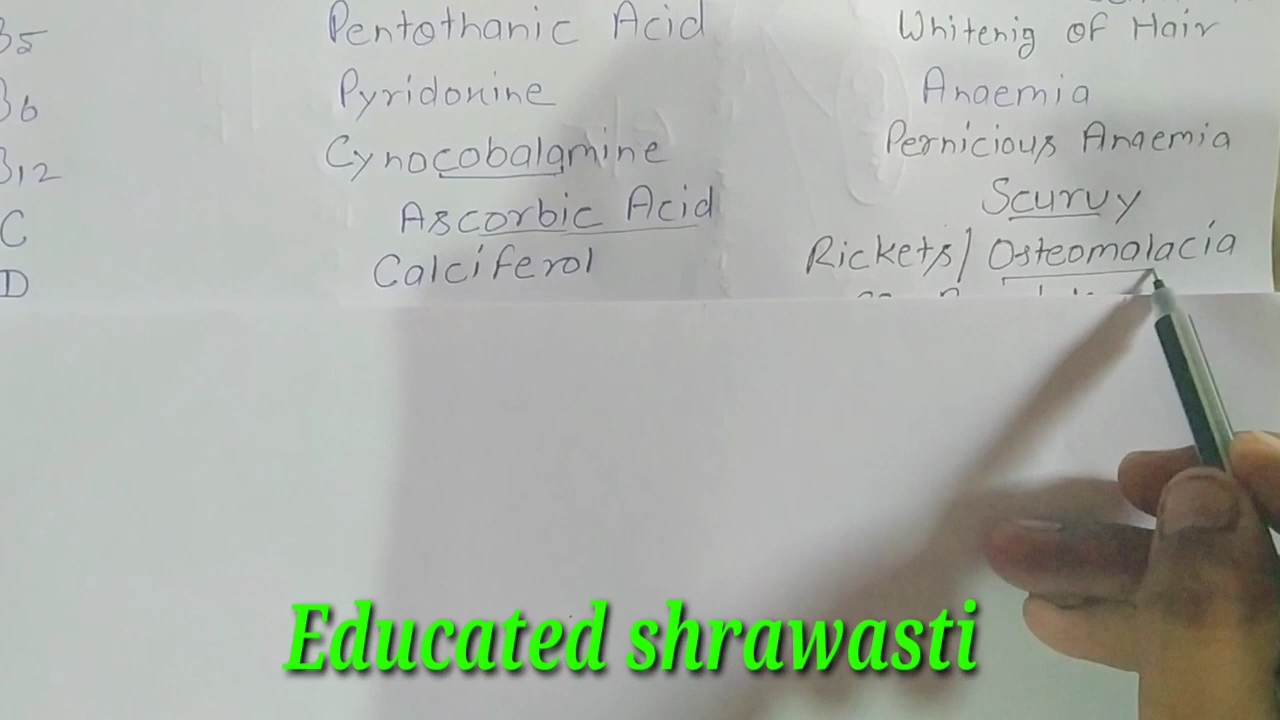 B5 Pentothanic Acid Whitenig of Hair
B6 Pyridonine Anaemia
B12 Cynocobalamine Pernicious Anaemia
C Ascorbic Acid Scurvy
D Calciferol Rickets/Osteomalacia
Educated shrawasti